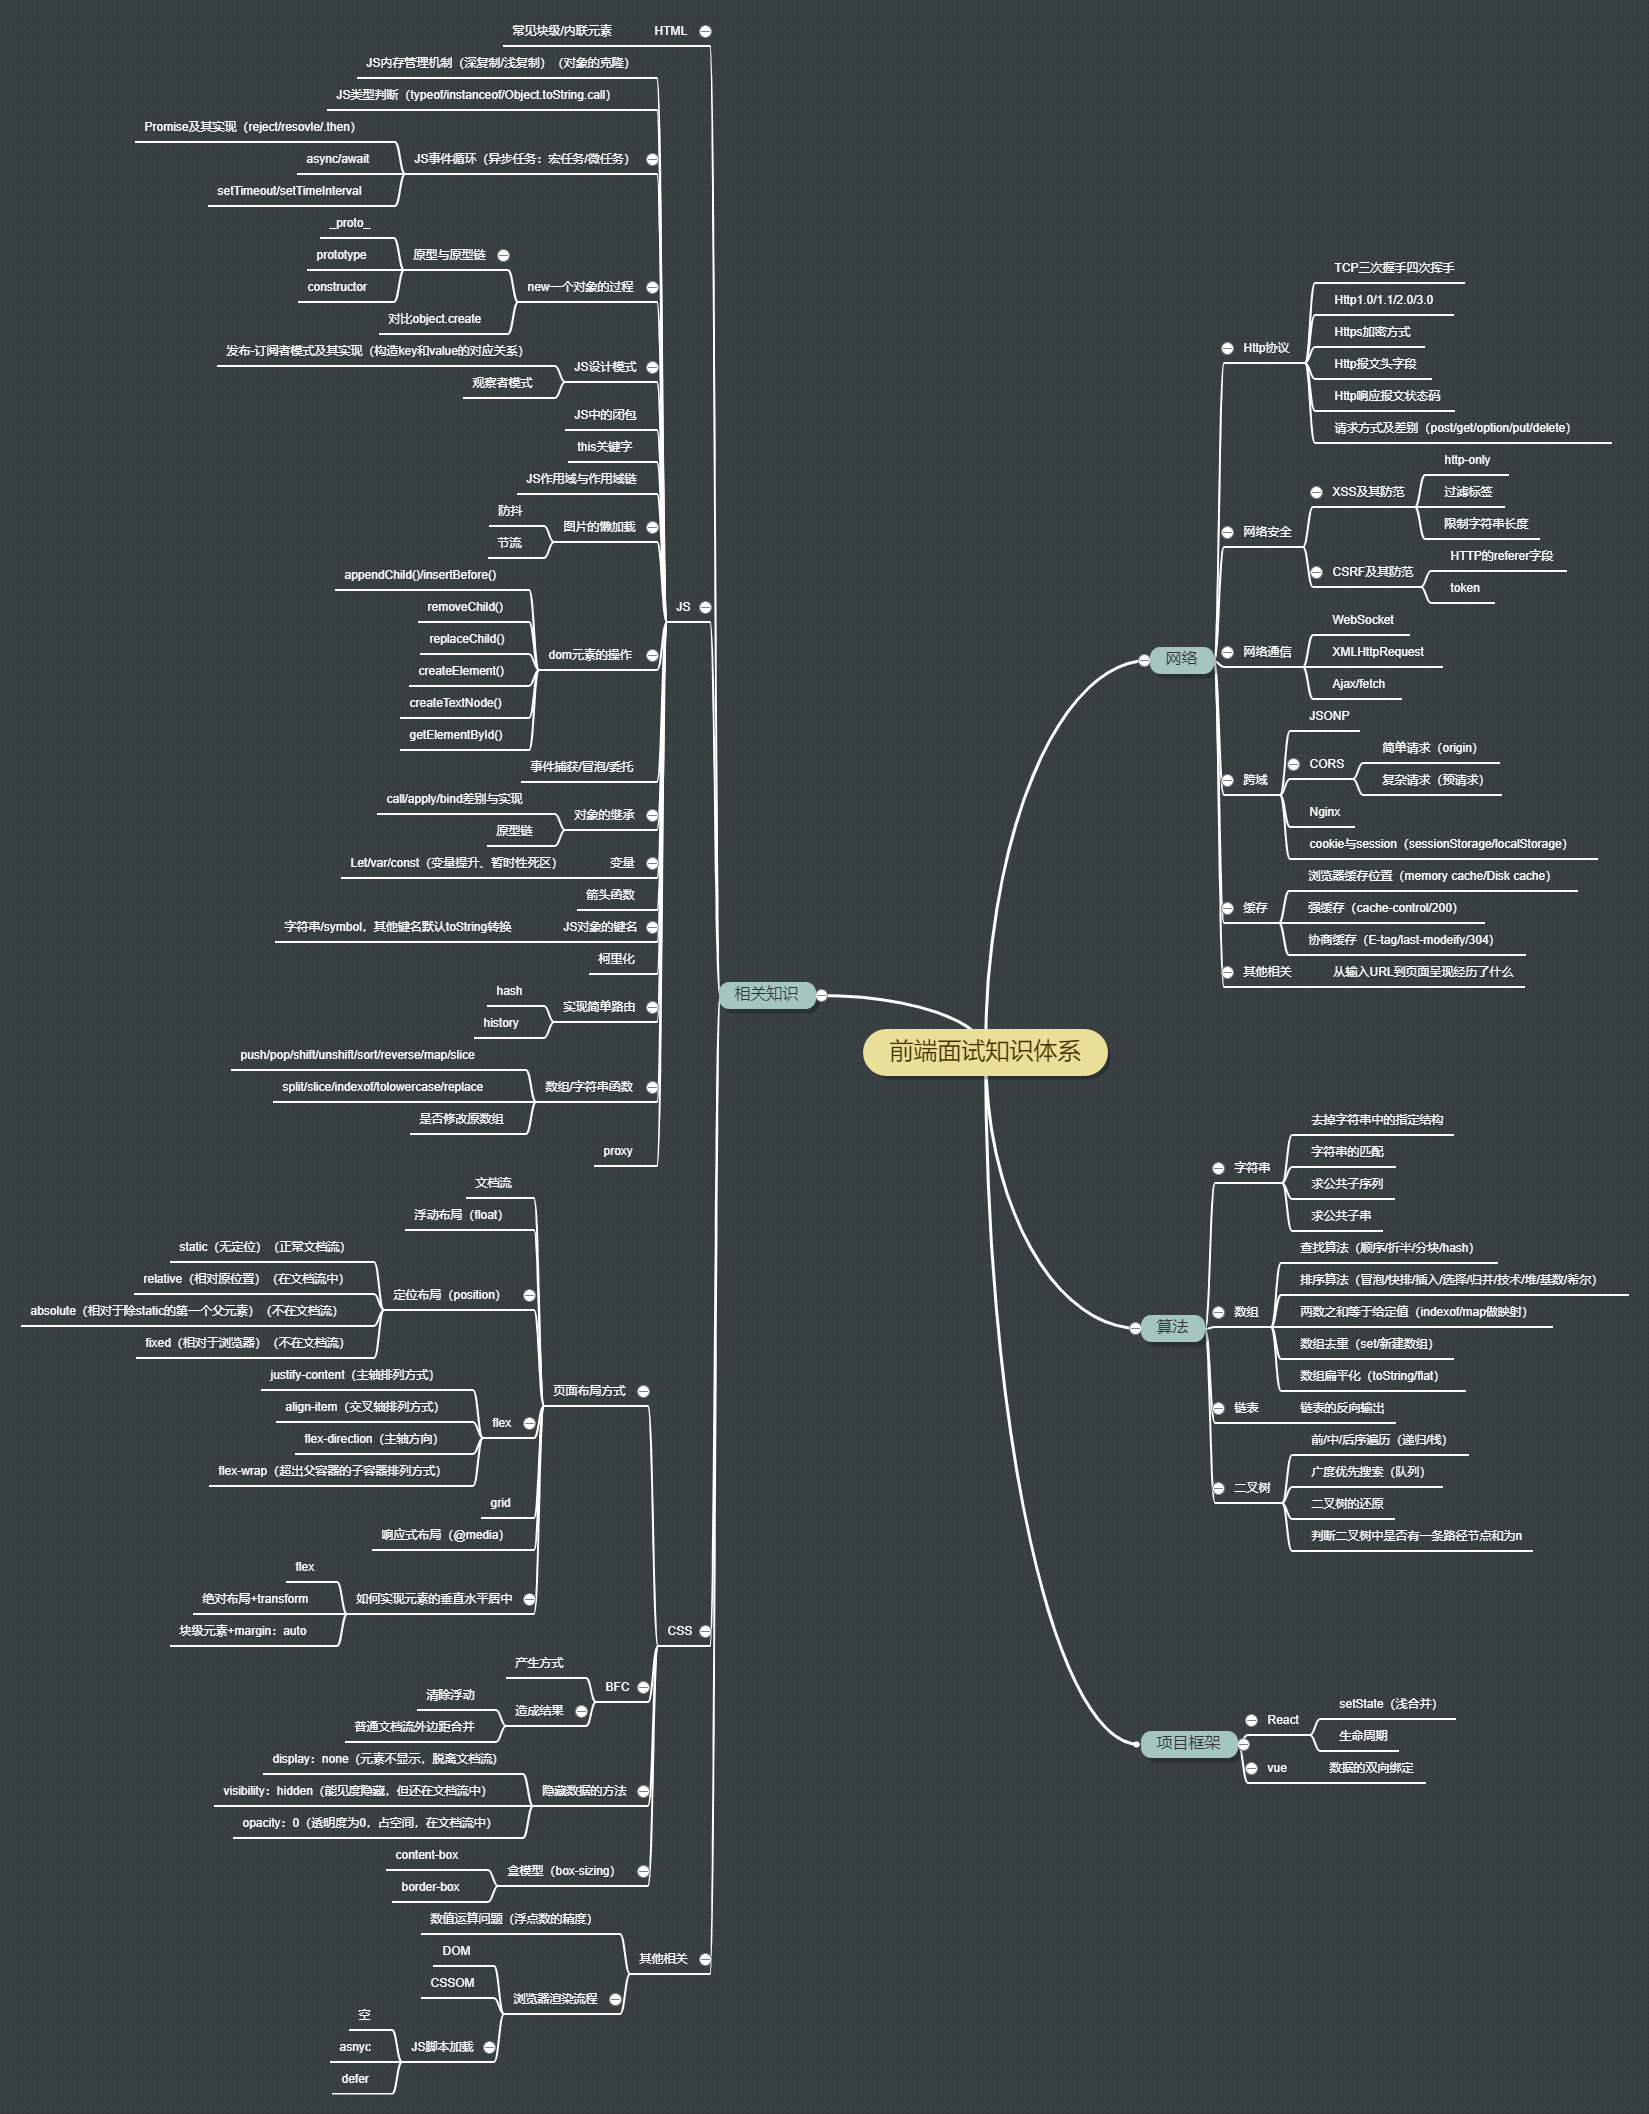 前端面试知识体系
相关知识
HTML
常见块级/内联元素
JS
JS内存管理机制（深复制/浅复制）（对象的克隆）
JS类型判断（typeof/instanceof/Object.toString.call）
JS事件循环（异步任务：宏任务/微任务）
Promise及其实现（reject/resovle/.then）
async/await
setTimeout/setTimeInterval
new一个对象的过程
原型与原型链
_proto_
prototype
constructor
对比object.create
JS设计模式
发布-订阅者模式及其实现（构造key和value的对应关系）
观察者模式
JS中的闭包
this关键字
JS作用域与作用域链
图片的懒加载
防抖
节流
dom元素的操作
appendChild()/insertBefore()
removeChild()
replaceChild()
createElement()
createTextNode()
getElementById()
事件捕获/冒泡/委托
对象的继承
call/apply/bind差别与实现
原型链
变量
Let/var/const（变量提升、暂时性死区）
箭头函数
JS对象的键名
字符串/symbol，其他键名默认toString转换
柯里化
实现简单路由
hash
history
数组/字符串函数
push/pop/shift/unshift/sort/reverse/map/slice
split/slice/indexof/tolowercase/replace
是否修改原数组
proxy
CSS
页面布局方式
文档流
浮动布局（float）
定位布局（position）
static（无定位）（正常文档流）
relative（相对原位置）（在文档流中）
absolute（相对于除static的第一个父元素）（不在文档流）
fixed（相对于浏览器）（不在文档流）
flex
justify-content（主轴排列方式）
align-item（交叉轴排列方式）
flex-direction（主轴方向）
flex-wrap（超出父容器的子容器排列方式）
grid
响应式布局（@media）
如何实现元素的垂直水平居中
flex
绝对布局+transform
块级元素+margin：auto
BFC
产生方式
造成结果
清除浮动
普通文档流外边距合并
隐藏数据的方法
display：none（元素不显示，脱离文档流）
visibility：hidden（能见度隐藏，但还在文档流中）
opacity：0（透明度为0，占空间，在文档流中）
盒模型（box-sizing）
content-box
border-box
其他相关
数值运算问题（浮点数的精度）
浏览器渲染流程
DOM
CSSOM
JS脚本加载
空
asnyc
defer
网络
Http协议
TCP三次握手四次挥手
Http1.0/1.1/2.0/3.0
Https加密方式
Http报文头字段
Http响应报文状态码
请求方式及差别（post/get/option/put/delete）
网络安全
XSS及其防范
http-only
过滤标签
限制字符串长度
CSRF及其防范
HTTP的referer字段
token
网络通信
WebSocket
XMLHttpRequest
Ajax/fetch
跨域
JSONP
CORS
简单请求（origin）
复杂请求（预请求）
Nginx
cookie与session（sessionStorage/localStorage）
缓存
浏览器缓存位置（memory cache/Disk cache）
强缓存（cache-control/200）
协商缓存（E-tag/last-modeify/304）
其他相关
从输入URL到页面呈现经历了什么
算法
字符串
去掉字符串中的指定结构
字符串的匹配
求公共子序列
求公共子串
数组
查找算法（顺序/折半/分块/hash）
排序算法（冒泡/快排/插入/选择/归并/技术/堆/基数/希尔）
两数之和等于给定值（indexof/map做映射）
数组去重（set/新建数组）
数组扁平化（toString/flat）
链表
链表的反向输出
二叉树
前/中/后序遍历（递归/栈）
广度优先搜索（队列）
二叉树的还原
判断二叉树中是否有一条路径节点和为n
项目框架
React
setState（浅合并）
生命周期
vue
数据的双向绑定